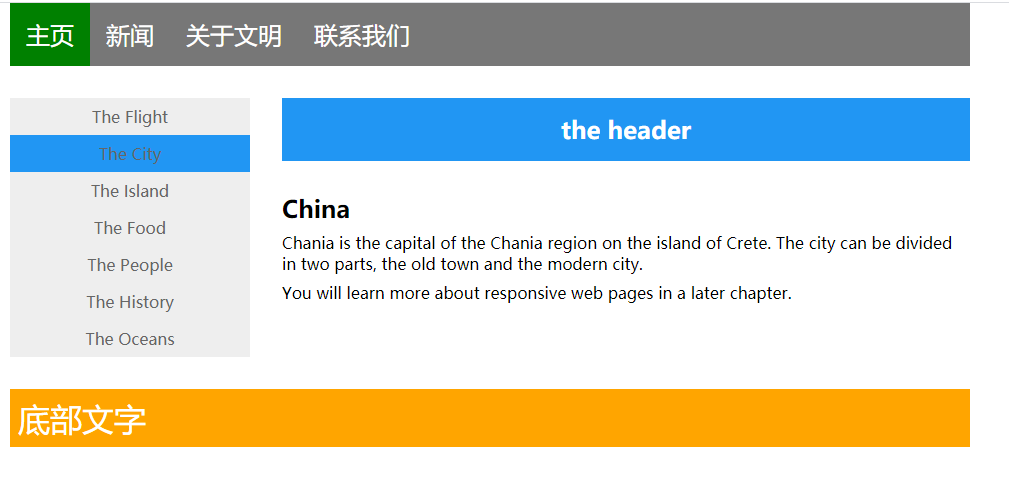 主页 新闻 关于文明 联系我们
The Flight
The City
The Island
The Food
The People
The History
The Oceans
the header
China
Chania is the capital of the Chania region on the island of Crete. The city can be divided
in two parts, the old town and the modern city.
You will learn more about responsive web pages in a later chapter.
底部文字